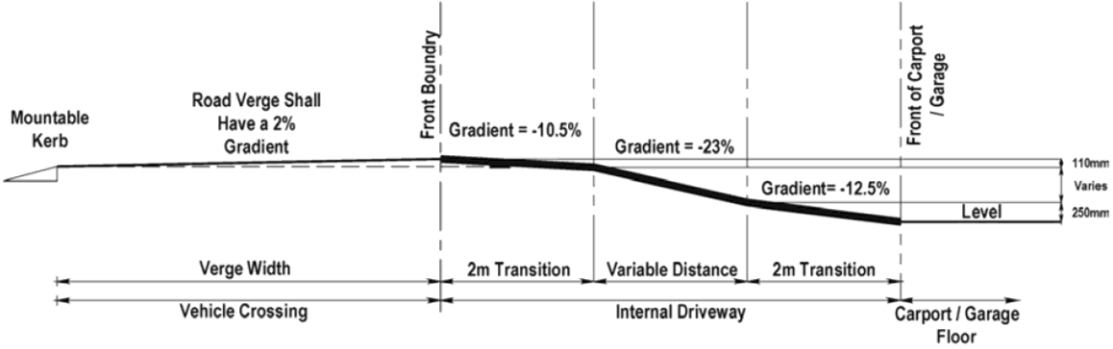 Mountable
Kerb
Road Verge Shall
Have a 2%
Gradient
Front Boundry
Gradient = -10.5%
Gradient = -23%
Gradient= -12.5%
Front of Carport
/ Garage
110mm
Varies
250mm
Level
Verge Width
2m Transition
Variable Distance
2m Transition
Vehicle Crossing
Internal Driveway
Carport / Garage
Floor